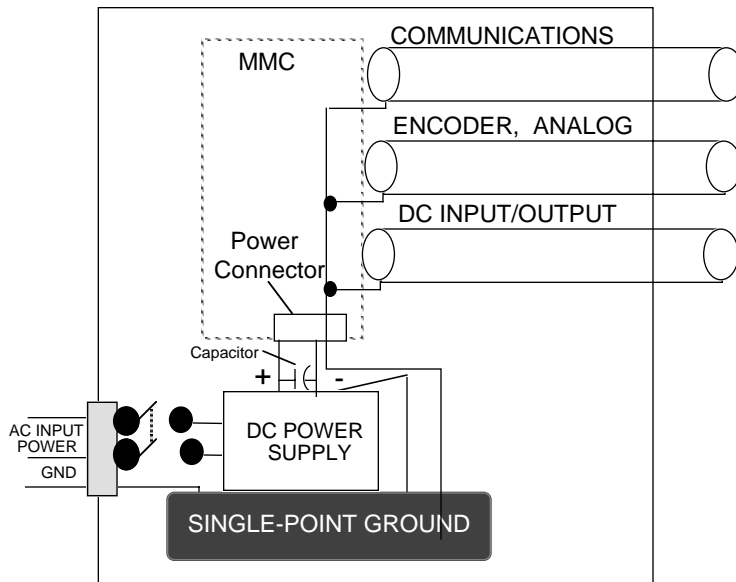 COMMUNICATIONS
MMC
ENCODER, ANALOG
DC INPUT/OUTPUT
Power
Connector
Capacitor
+ -
AC INPUT
POWER
GND
DC POWER
SUPPLY
SINGLE-POINT GROUND